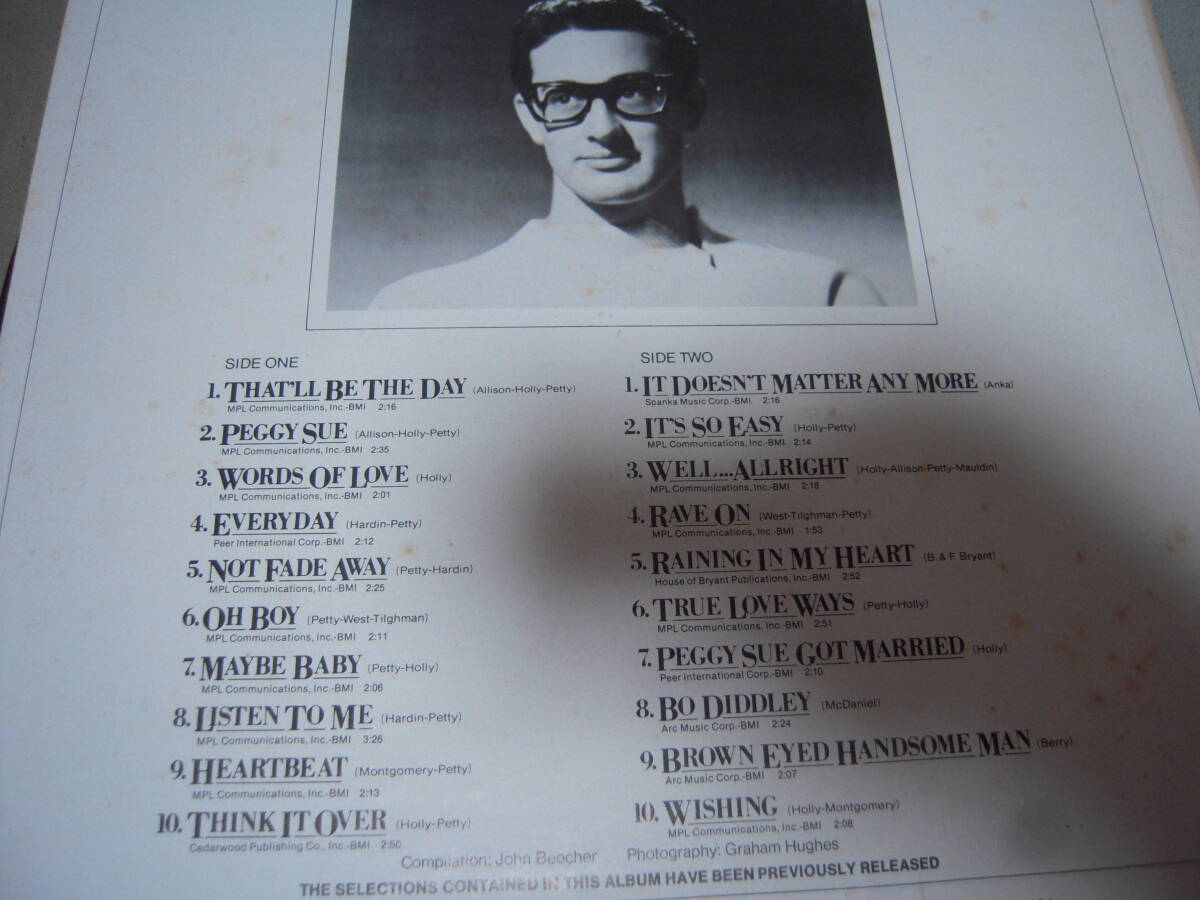 SIDE ONE
1. THAT'LL BE THE DAY (Allison-Holly-Petty)
MPL Communications, Inc.-BMI 2:16
2. PEGGY SUE (Allison-Holly-Petty)
MPL Communications, Inc.-BMI 2:35
3. WORDS OF LOVE (Holly)
MPL Communications, Inc.-BMI 2:01
4. EVERYDAY (Hardin-Petty)
Peer International Corp.-BMI 2:12
5. NOT FADE AWAY (Petty-Hardin)
MPL Communications, Inc.-BMI 2:25
6. OH BOY (Petty-West-Tilghman)
MPL Communications, Inc.-BMI 2:11
7. MAYBE BABY (Petty-Holly)
MPL Communications, Inc.-BMI 2:06
8. LISTEN TO ME (Hardin-Petty)
MPL Communications, Inc.-BMI 3:26
9. HEARTBEAT (Montgomery-Petty)
MPL Communications, Inc.-BMI 2:13
10. THINK IT OVER (Holly-Petty)
Cedarwood Publishing Co., Inc.-BMI 2:50
SIDE TWO
1. IT DOESN'T MATTER ANY MORE (Anka)
Spanka Music Corp.-BMI 2:16
2. IT'S SO EASY (Holly-Petty)
MPL Communications, Inc.-BMI 2:14
3. WELL...ALLRIGHT (Holly-Allison-Petty-Mauldin)
MPL Communications, Inc.-BMI 2:18
4. RAVE ON (West-Tilghman-Petty)
MPL Communications, Inc.-BMI 1:53
5. RAINING IN MY HEART (B. & F. Bryant)
House of Bryant Publications, Inc.-BMI 2:52
6. TRUE LOVE WAYS (Petty-Holly)
MPL Communications, Inc.-BMI 2:51
7. PEGGY SUE GOT MARRIED (Holly)
Peer International Corp.-BMI 2:10
8. BO DIDDLEY (McDaniel)
Arc Music Corp.-BMI 2:24
9. BROWN EYED HANDSOME MAN (Berry)
Arc Music Corp.-BMI 2:07
10. WISHING (Holly-Montgomery)
MPL Communications, Inc.-BMI 2:08
Compilation: John Beecher Photography: Graham Hughes
THE SELECTIONS CONTAINED IN THIS ALBUM HAVE BEEN PREVIOUSLY RELEASED